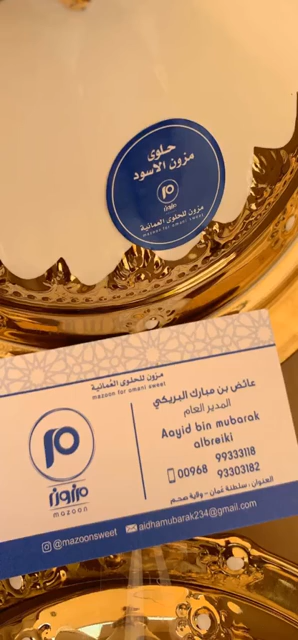 حلوى
مزون الاسود
مزون
مزون للحلوى العمانية
mazoon for omani sweet
مزون للحلوى العمانية
mazoon for omani sweet
مزون
mazoon
عائض بن مبارك البريكي
المدير العام
Aayid bin mubarak
albreiki
99333118
00968 93303182
العنوان : سلطنة عُمان - ولاية صحم
@mazoonsweet aidhamubarak234@gmail.com